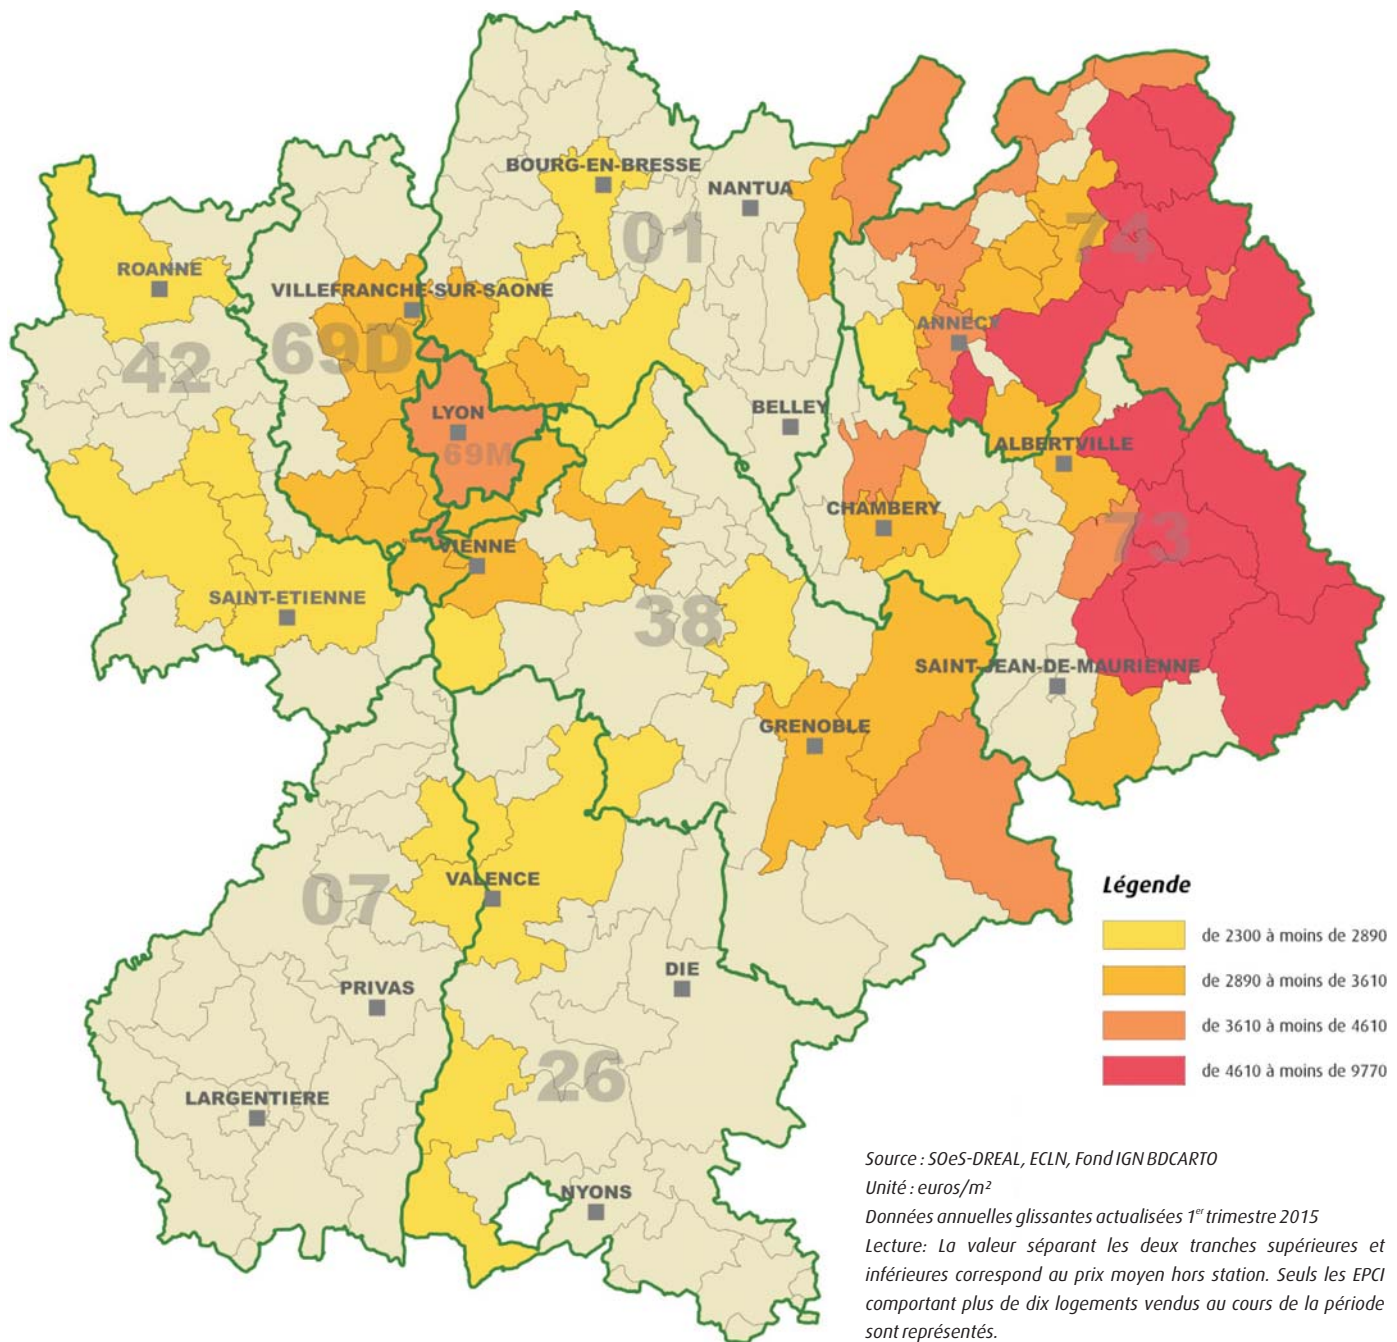 BOURG-EN-BRESSE
NANTUA
01
74
ROANNE
VILLEFRANCHE-SUR-SAONE
69D
42
ANNECY
LYON
69M
BELLEY
ALBERTVILLE
CHAMBERY
73
VIENNE
SAINT-ETIENNE
38
SAINT-JEAN-DE-MAURIENNE
GRENOBLE
VALENCE
07
DIE
PRIVAS
26
LARGENTIERE
NYONS
Légende
de 2300 à moins de 2890
de 2890 à moins de 3610
de 3610 à moins de 4610
de 4610 à moins de 9770
Source : SOeS-DREAL, ECLN, Fond IGN BDCARTO
Unité : euros/m²
Données annuelles glissantes actualisées 1er trimestre 2015
Lecture: La valeur séparant les deux tranches supérieures et
inférieures correspond au prix moyen hors station. Seuls les EPCI
comportant plus de dix logements vendus au cours de la période
sont représentés.